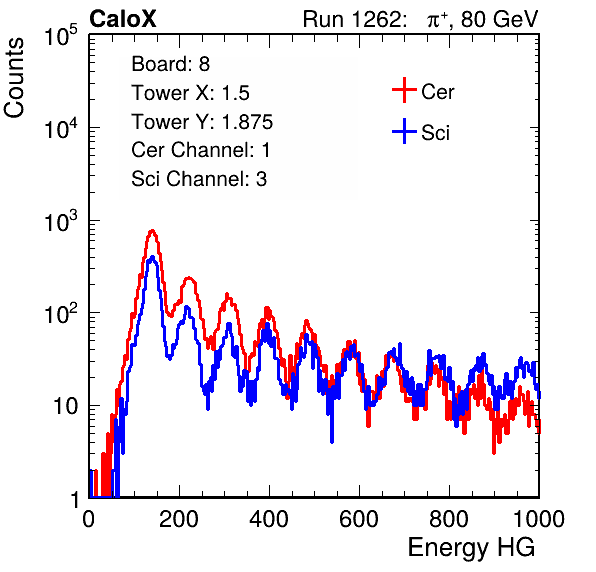 CaloX Run 1262: π⁺, 80 GeV
Counts
Board: 8
Tower X: 1.5
Tower Y: 1.875
Cer Channel: 1
Sci Channel: 3
Cer
Sci
10⁵
10⁴
10³
10²
10
1
0 200 400 600 800 1000
Energy HG